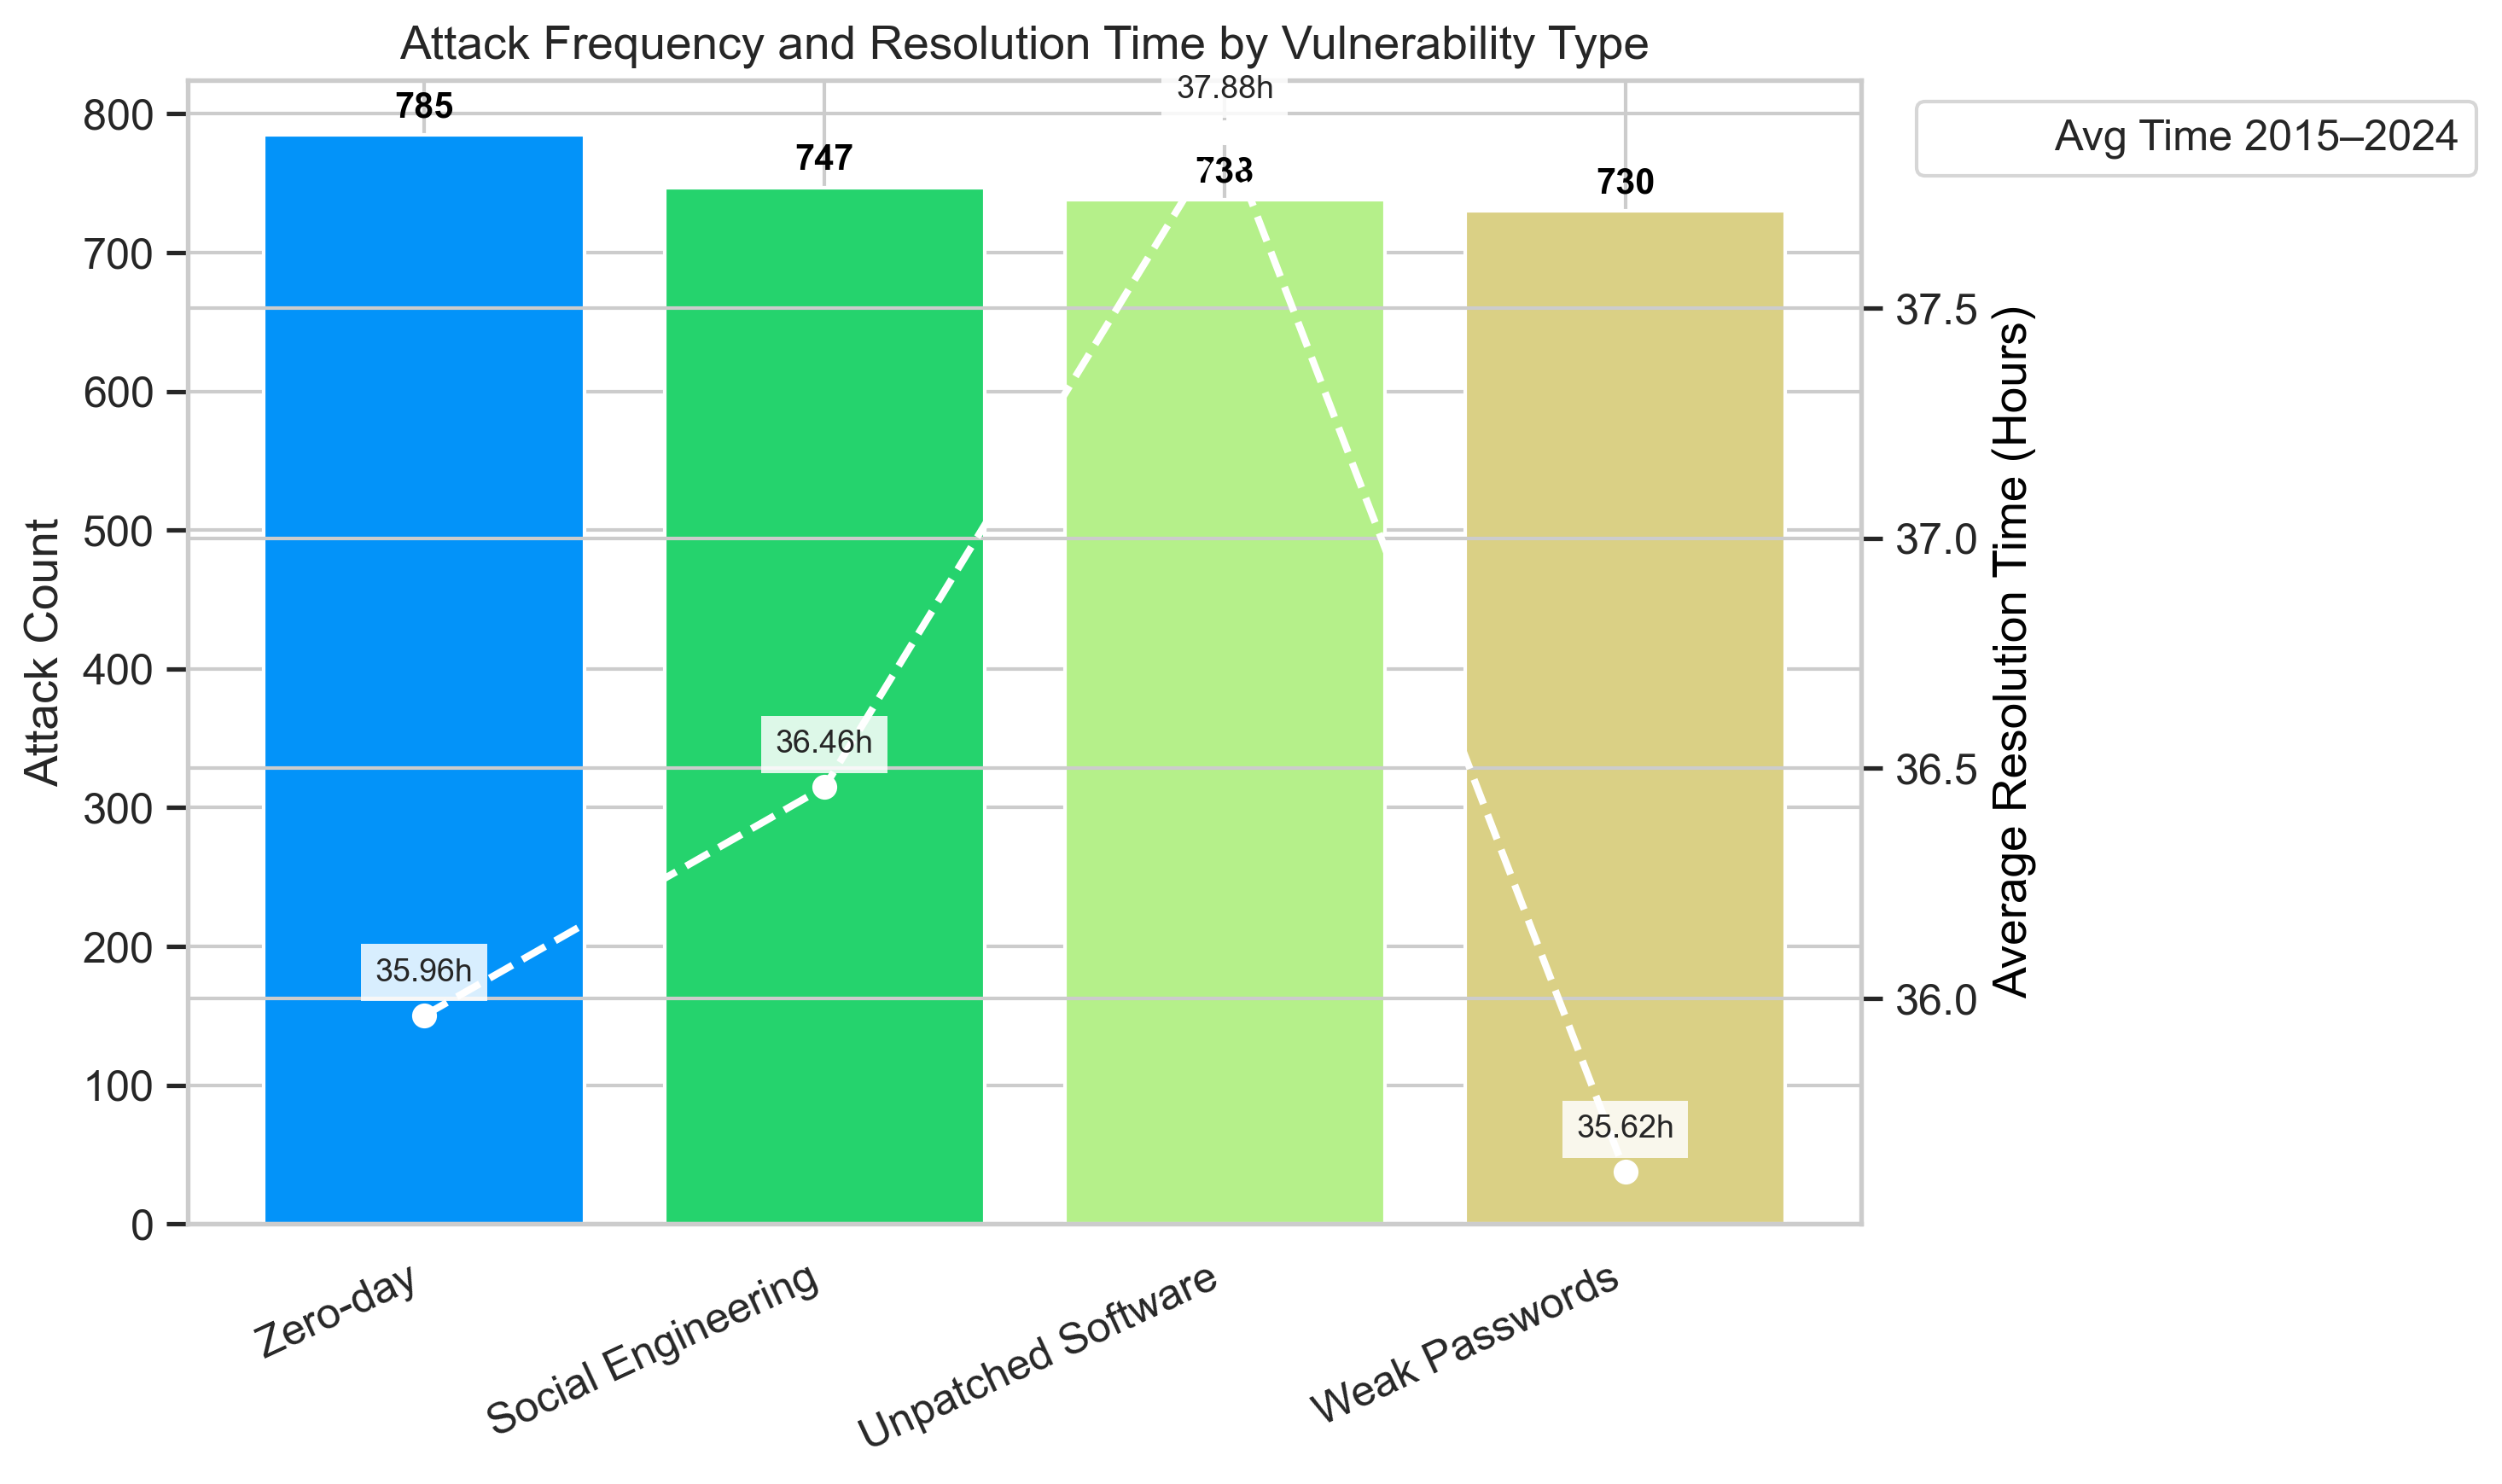 Attack Frequency and Resolution Time by Vulnerability Type
37.88h
785
747
738
730
Avg Time 2015–2024
800
700
600
500
400
300
200
100
0
Attack Count
37.5
37.0
36.5
36.0
Average Resolution Time (Hours)
36.46h
35.96h
35.62h
Zero-day
Social Engineering
Unpatched Software
Weak Passwords